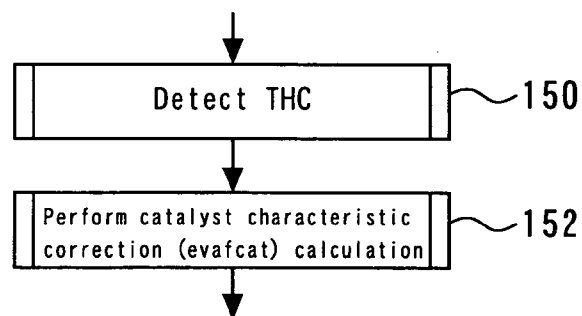 Detect THC
150
Perform catalyst characteristic
correction (evafcat) calculation
152